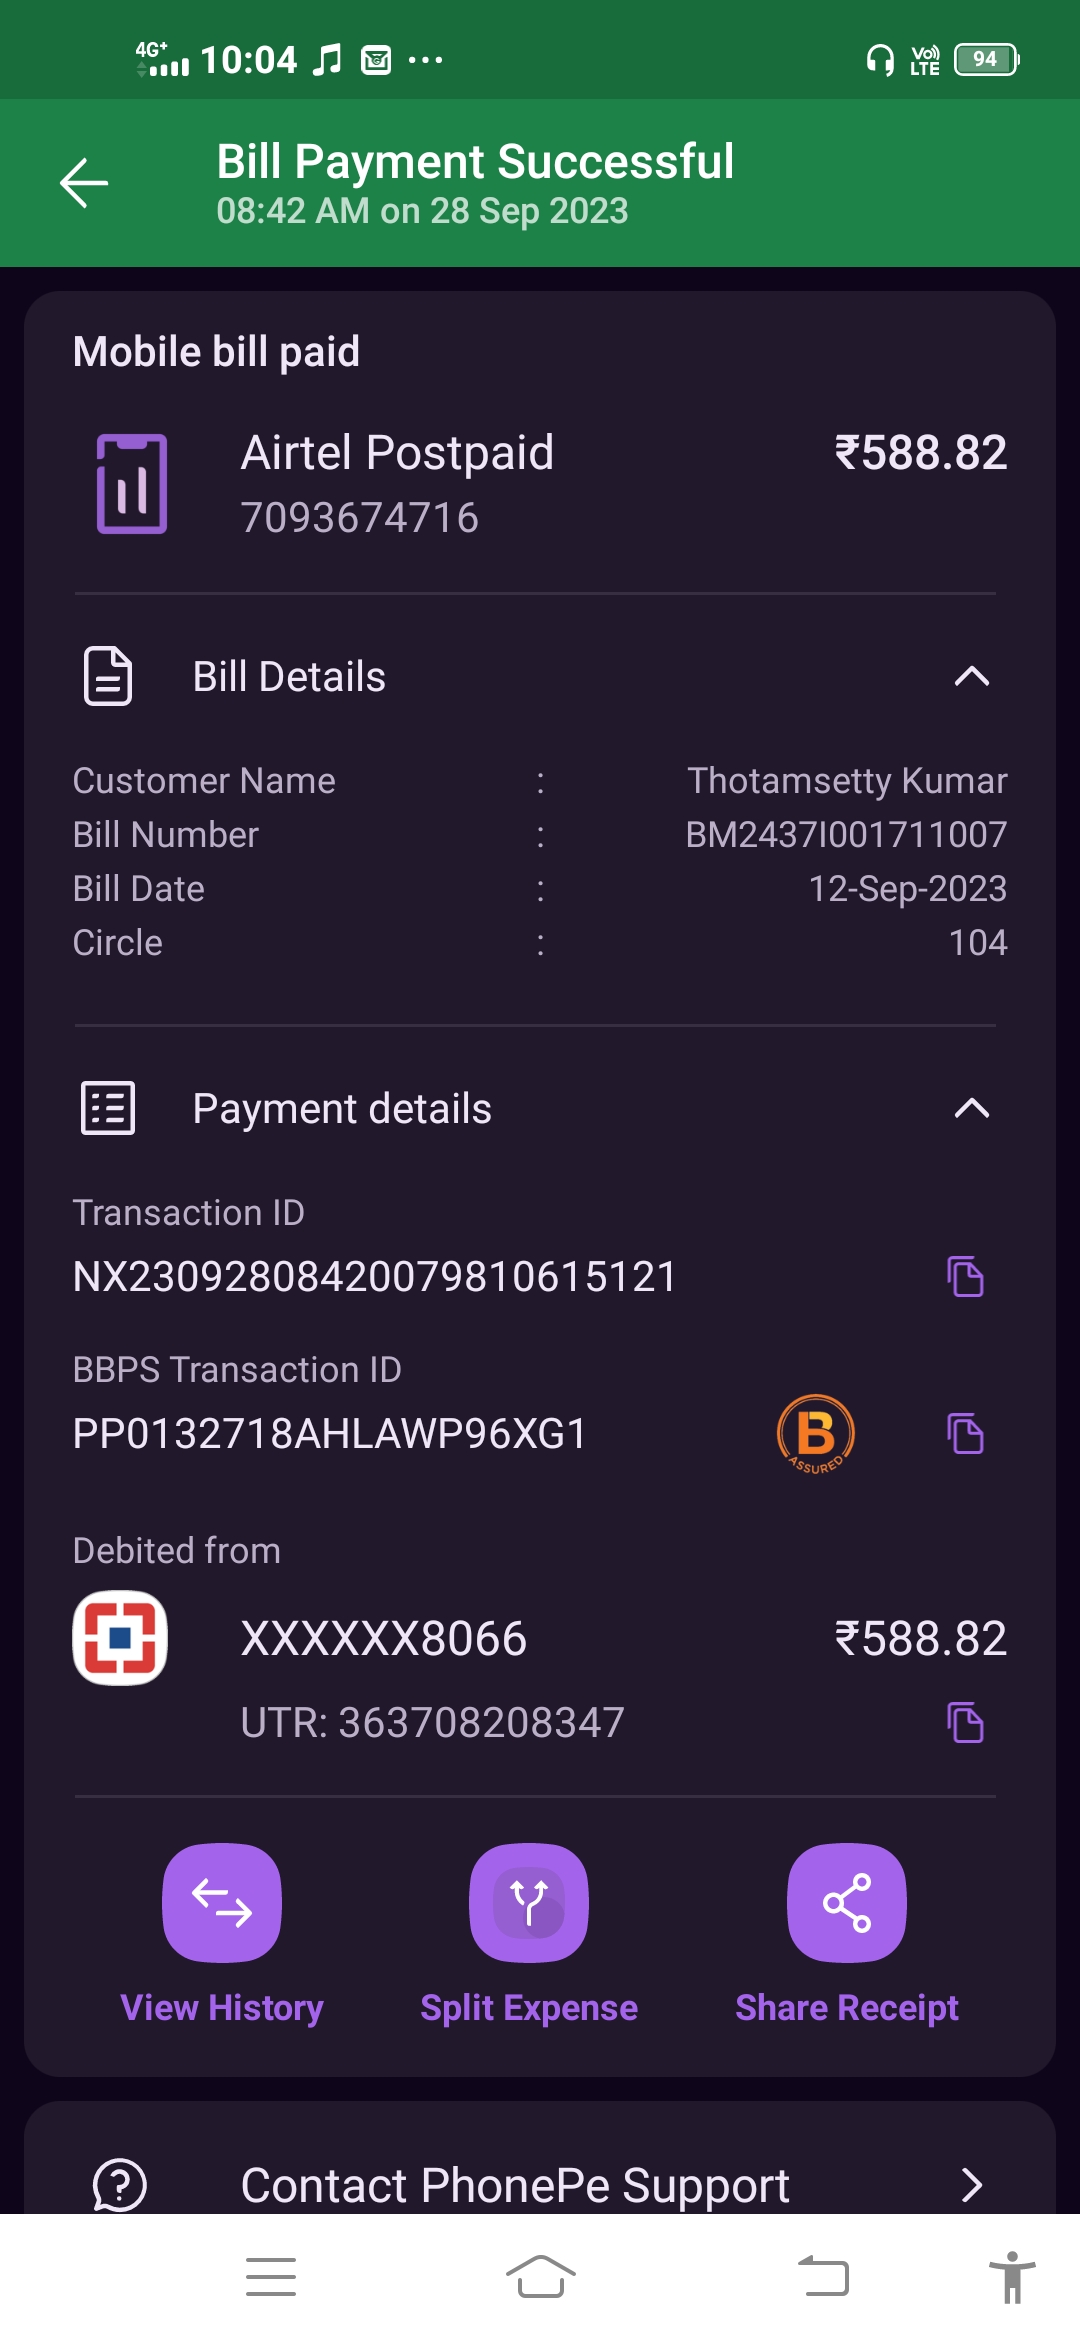 4G+ 10:04 Vo)) LTE 94
Bill Payment Successful
08:42 AM on 28 Sep 2023
Mobile bill paid
Airtel Postpaid ₹588.82
7093674716
Bill Details
Customer Name : Thotamsetty Kumar
Bill Number : BM2437I001711007
Bill Date : 12-Sep-2023
Circle : 104
Payment details
Transaction ID
NX23092808420079810615121
BBPS Transaction ID
PP0132718AHLAWP96XG1
B ASSURED
Debited from
XXXXXX8066 ₹588.82
UTR: 363708208347
View History Split Expense Share Receipt
Contact PhonePe Support